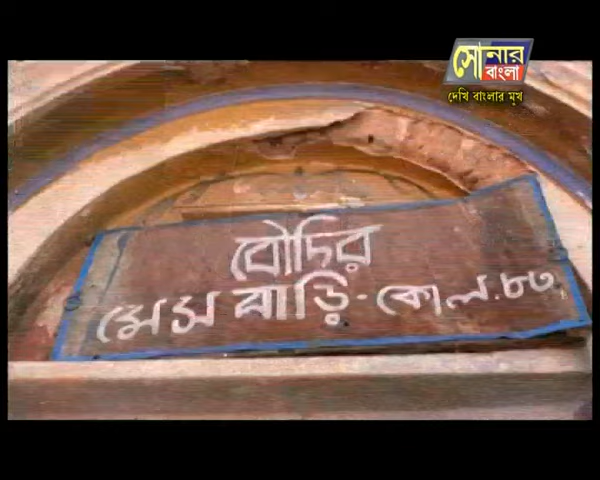 সোনার
বাংলা
দেখি বাংলার মুখ
বৌদির
মেস বাড়ি - কোল. ৮৩